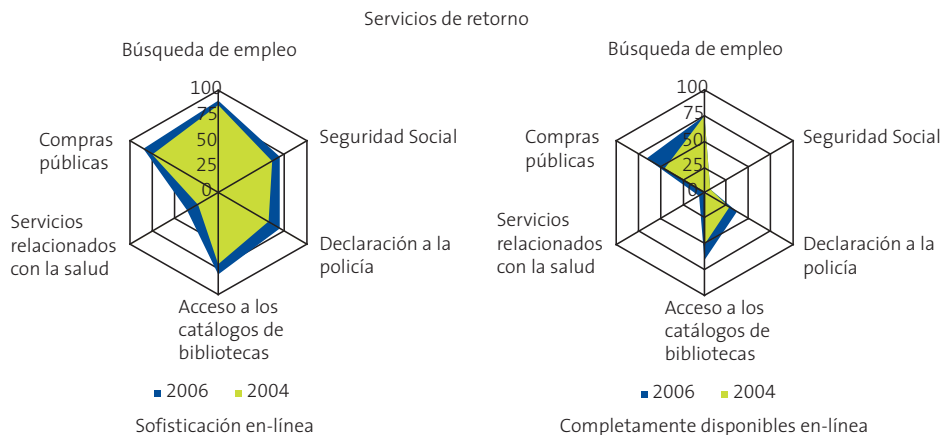 Servicios de retorno
Búsqueda de empleo
100
75
50
25
0
Seguridad Social
Declaración a la
policía
Acceso a los
catálogos de
bibliotecas
Servicios
relacionados
con la salud
Compras
públicas
2006 2004
Sofisticación en-línea
Búsqueda de empleo
100
75
50
25
0
Seguridad Social
Declaración a la
policía
Acceso a los
catálogos de
bibliotecas
Servicios
relacionados
con la salud
Compras
públicas
2006 2004
Completamente disponibles en-línea